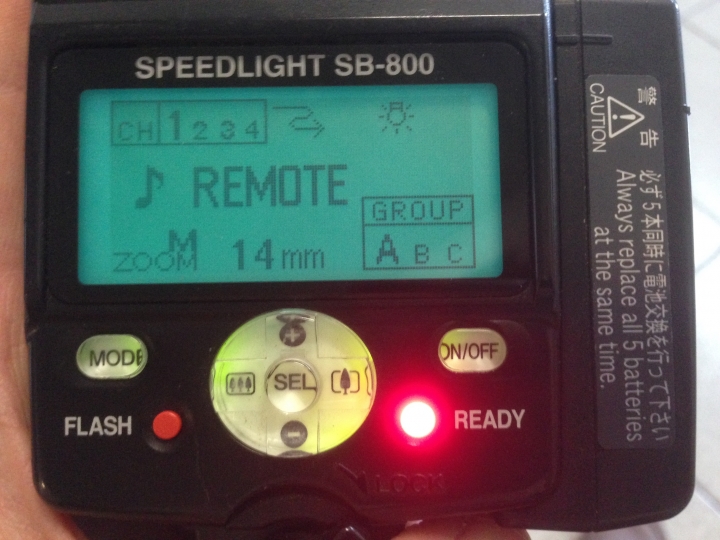 SPEEDLIGHT SB-800
CH 1 2 3 4
REMOTE
GROUP
A B C
M
ZOOM 14mm
MODE
ON/OFF
SEL
FLASH
READY
LOCK
警告
CAUTION
必ず5本同時に電池交換を行って下さい
Always replace all 5 batteries
at the same time.